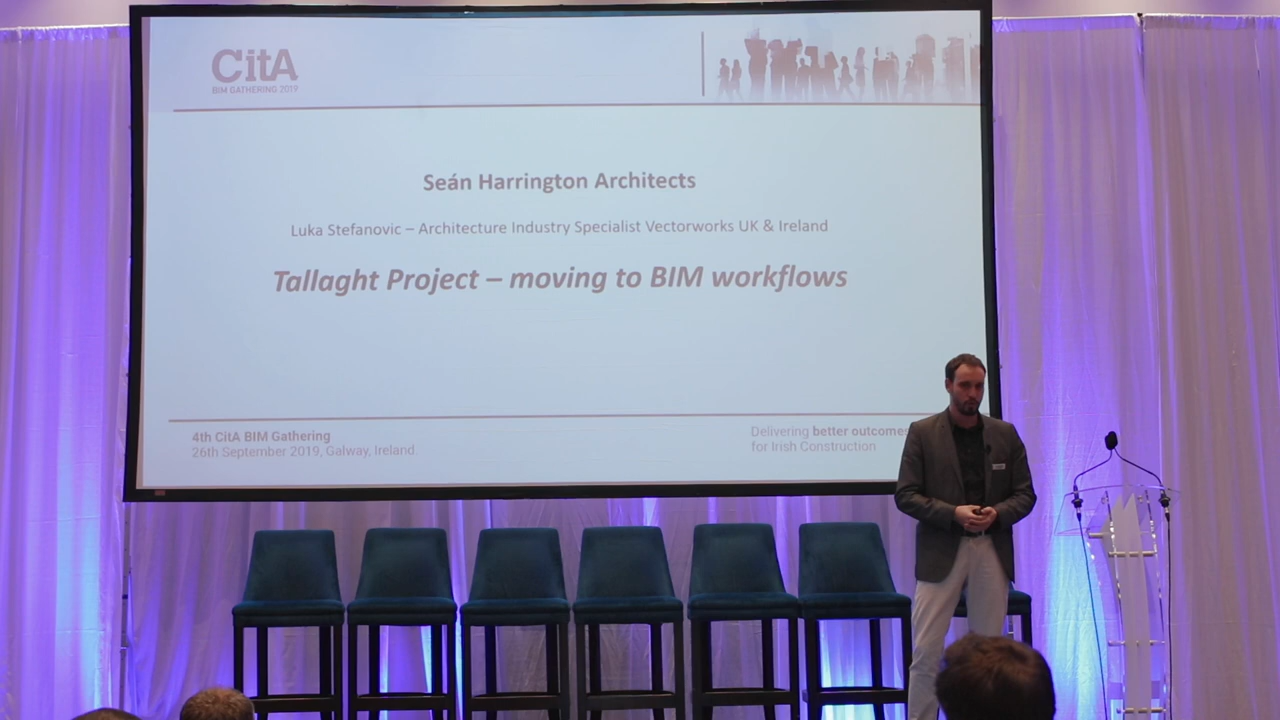 CitA
BIM GATHERING 2019
Seán Harrington Architects
Luka Stefanovic – Architecture Industry Specialist Vectorworks UK & Ireland
Tallaght Project – moving to BIM workflows
4th CitA BIM Gathering
26th September 2019, Galway, Ireland.
Delivering better outcomes
for Irish Construction